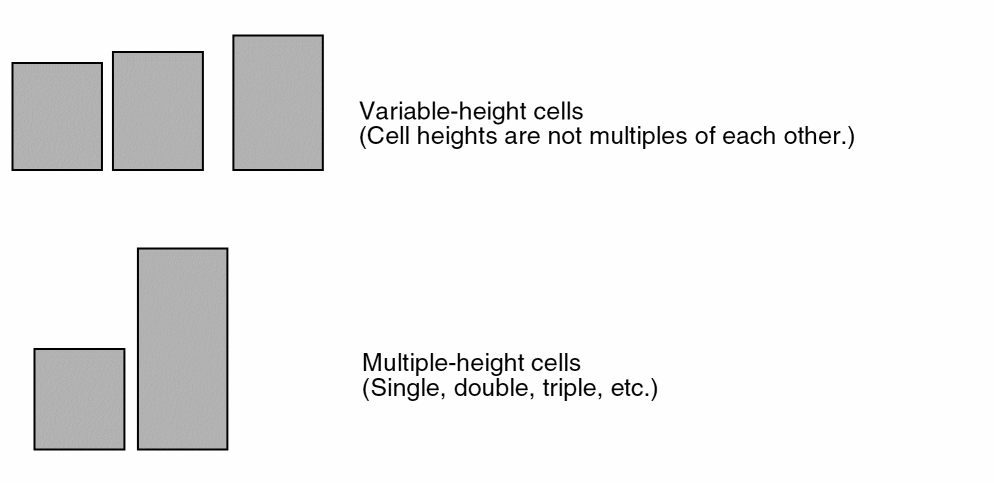 Variable-height cells
(Cell heights are not multiples of each other.)
Multiple-height cells
(Single, double, triple, etc.)